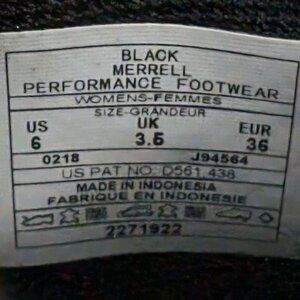 BLACK
MERRELL
PERFORMANCE FOOTWEAR
WOMENS-FEMMES
SIZE-GRANDEUR
US UK EUR
6 3.5 36
0218 J94564
US PAT NO: D561,438
MADE IN INDONESIA
FABRIQUE EN INDONESIE
2271922